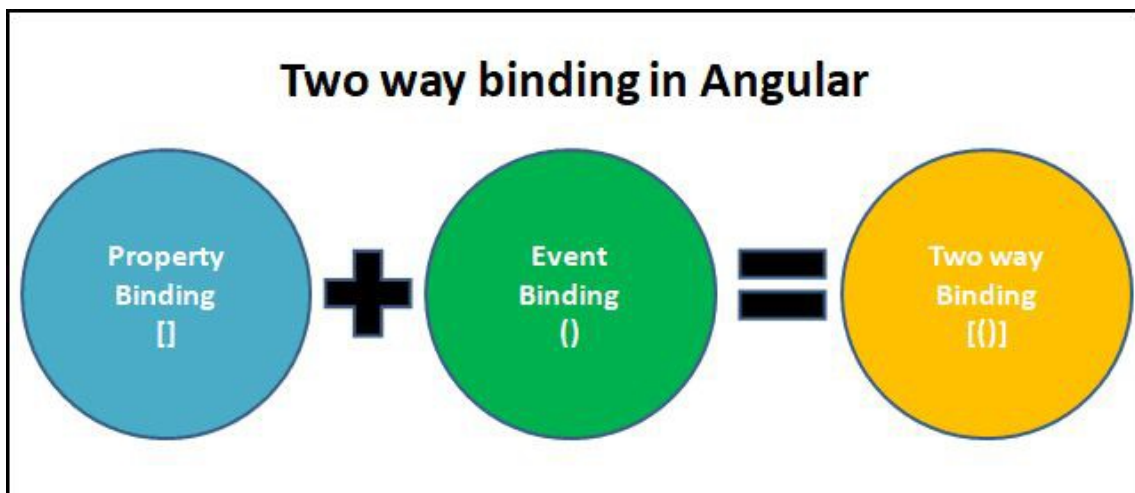 Two way binding in Angular
Property
Binding
[]
Event
Binding
()
Two way
Binding
[()]